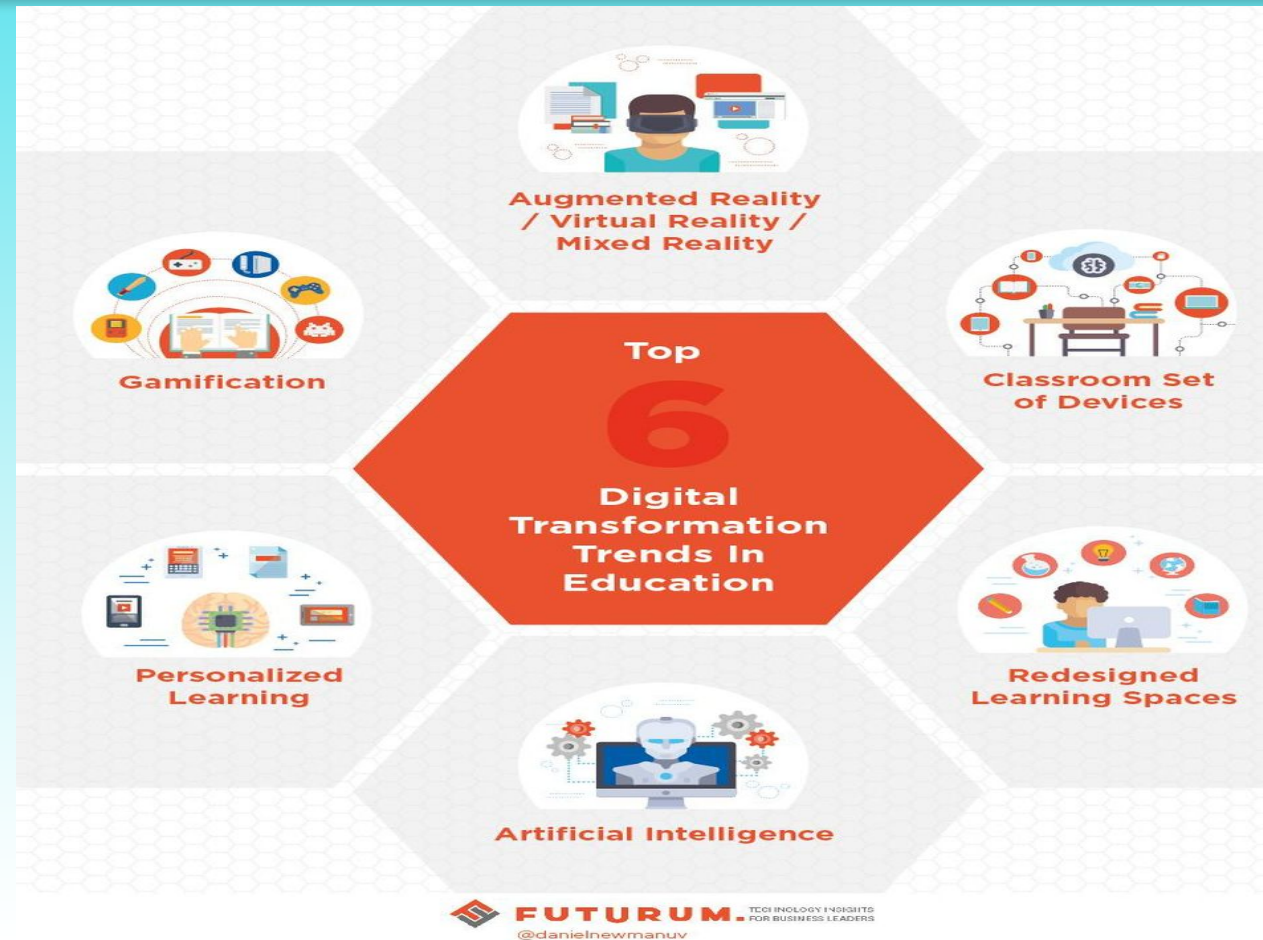 Augmented Reality
/ Virtual Reality /
Mixed Reality
Gamification
Classroom Set
of Devices
Top
6
Digital
Transformation
Trends In
Education
Personalized
Learning
Redesigned
Learning Spaces
Artificial Intelligence
FUTURUM.
TECHNOLOGY INSIGHTS
FOR BUSINESS LEADERS
@danielnewmanuv